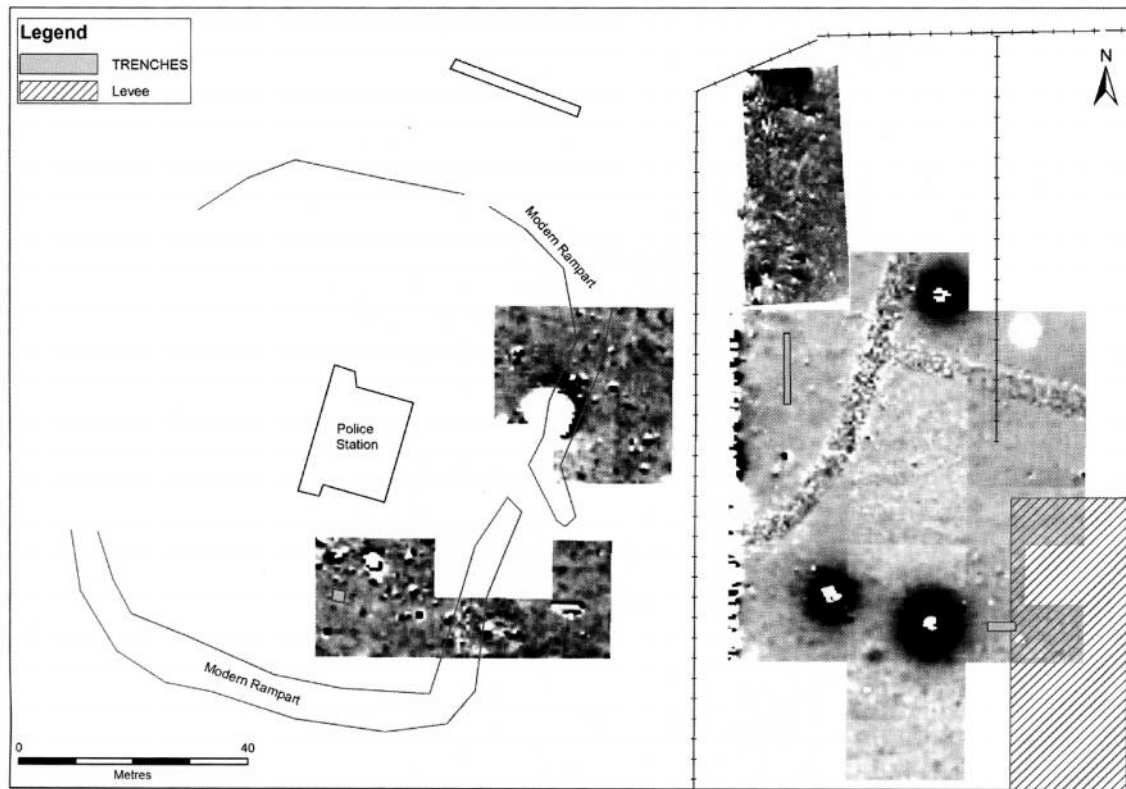 Legend
TRENCHES
Levee
N
Modern Rampart
Police
Station
Modern Rampart
0 40
Metres